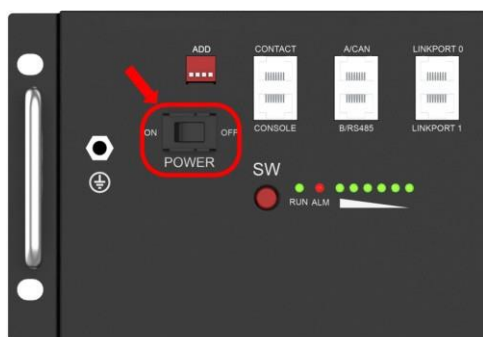 ADD CONTACT A/CAN LINKPORT 0
ON OFF CONSOLE B/RS485 LINKPORT 1
POWER
SW
RUN ALM